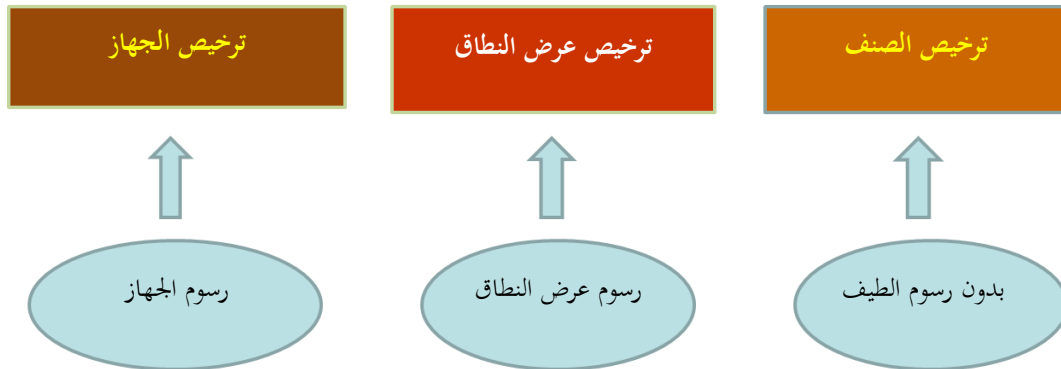 ترخيص الصنف
ترخيص عرض النطاق
ترخيص الجهاز
بدون رسوم الطيف
رسوم عرض النطاق
رسوم الجهاز